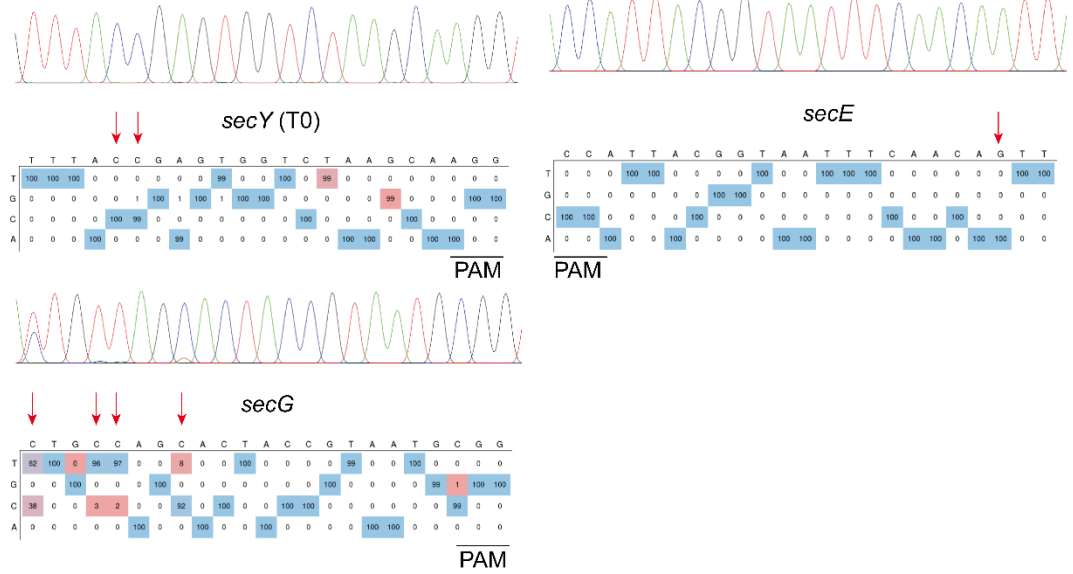 secY (T0)
T T T A C C G A G T G G T C T A A G C A A G G
T 100 100 100 0 0 0 0 0 0 99 0 0 100 0 99 0 0 0 0 0 0 0 0
G 0 0 0 0 0 1 100 1 100 1 100 100 0 0 0 0 0 99 0 0 0 100 100
C 0 0 0 0 100 99 0 0 0 0 0 0 0 100 0 0 0 0 100 0 0 0 0
A 0 0 0 100 0 0 0 99 0 0 0 0 0 0 0 100 100 0 0 100 100 0 0
PAM
secE
C C A T T A C G G T A A T T T C A A C A G T T
T 0 0 0 100 100 0 0 0 0 100 0 0 100 100 100 0 0 0 0 0 0 100 100
G 0 0 0 0 0 0 0 100 100 0 0 0 0 0 0 0 0 0 0 0 0 0 0
C 100 100 0 0 0 0 100 0 0 0 0 0 0 0 0 100 0 0 100 0 0 0 0
A 0 0 100 0 0 100 0 0 0 0 100 100 0 0 0 0 100 100 0 100 100 0 0
PAM
secG
C T G C C A G C A C T A C C G T A A T G C G G
T 62 100 0 96 97 0 0 8 0 0 100 0 0 0 0 99 0 0 100 0 0 0 0
G 0 0 100 0 0 0 100 0 0 0 0 0 0 0 100 0 0 0 0 99 1 100 100
C 38 0 0 3 2 0 0 92 0 100 0 0 100 100 0 0 0 0 0 0 99 0 0
A 0 0 0 0 0 100 0 0 100 0 0 100 0 0 0 0 100 100 0 0 0 0 0
PAM